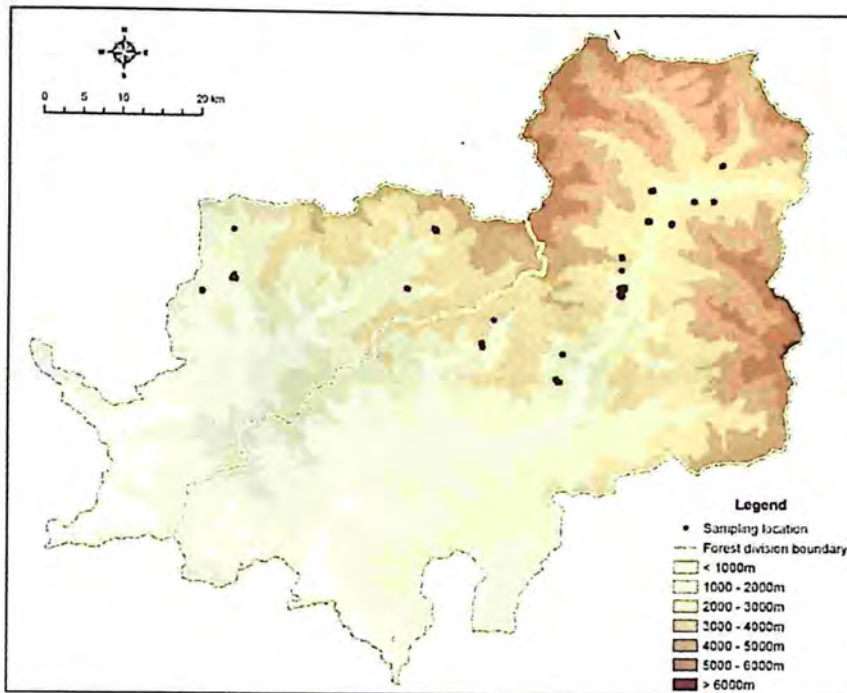 N
W E
S
0 5 10 20 km
Legend
Sampling location
Forest division boundary
< 1000m
1000 - 2000m
2000 - 3000m
3000 - 4000m
4000 - 5000m
5000 - 6000m
> 6000m